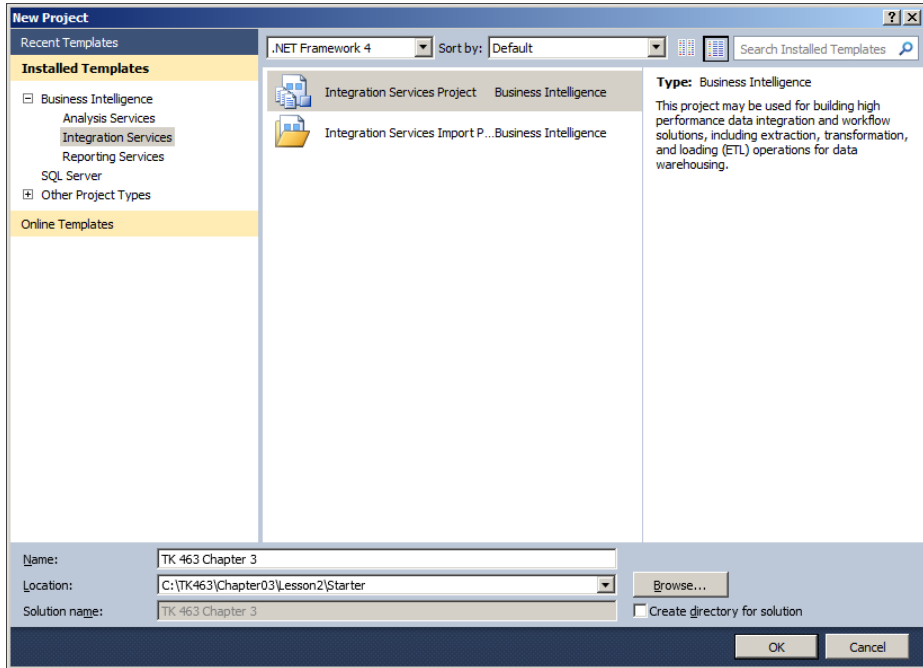 New Project
Recent Templates
Installed Templates
Business Intelligence
Analysis Services
Integration Services
Reporting Services
SQL Server
Other Project Types
Online Templates
.NET Framework 4 Sort by: Default Search Installed Templates
Integration Services Project Business Intelligence
Integration Services Import P...Business Intelligence
Type: Business Intelligence
This project may be used for building high
performance data integration and workflow
solutions, including extraction, transformation,
and loading (ETL) operations for data
warehousing.
Name: TK 463 Chapter 3
Location: C:\TK463\Chapter03\Lesson2\Starter Browse...
Solution name: TK 463 Chapter 3 Create directory for solution
OK Cancel